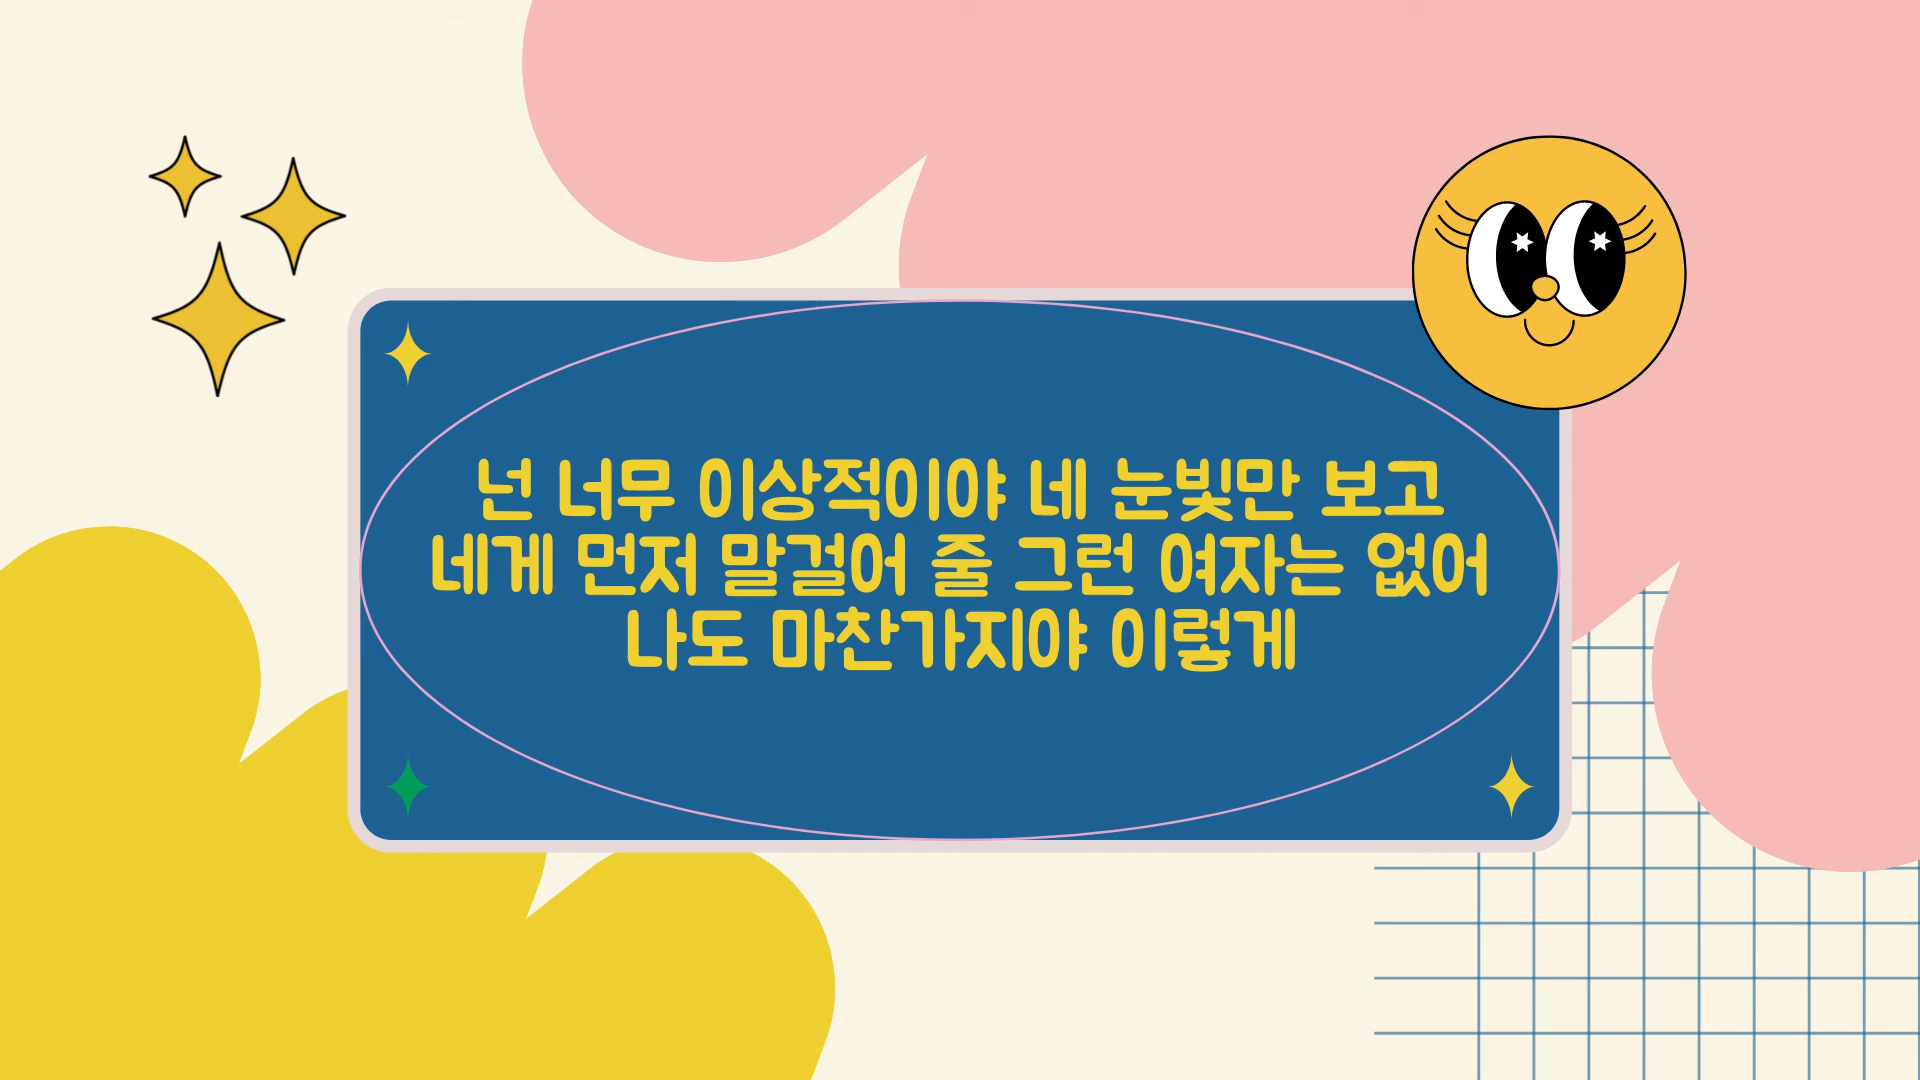 넌 너무 이상적이야 네 눈빛만 보고
네게 먼저 말걸어 줄 그런 여자는 없어
나도 마찬가지야 이렇게